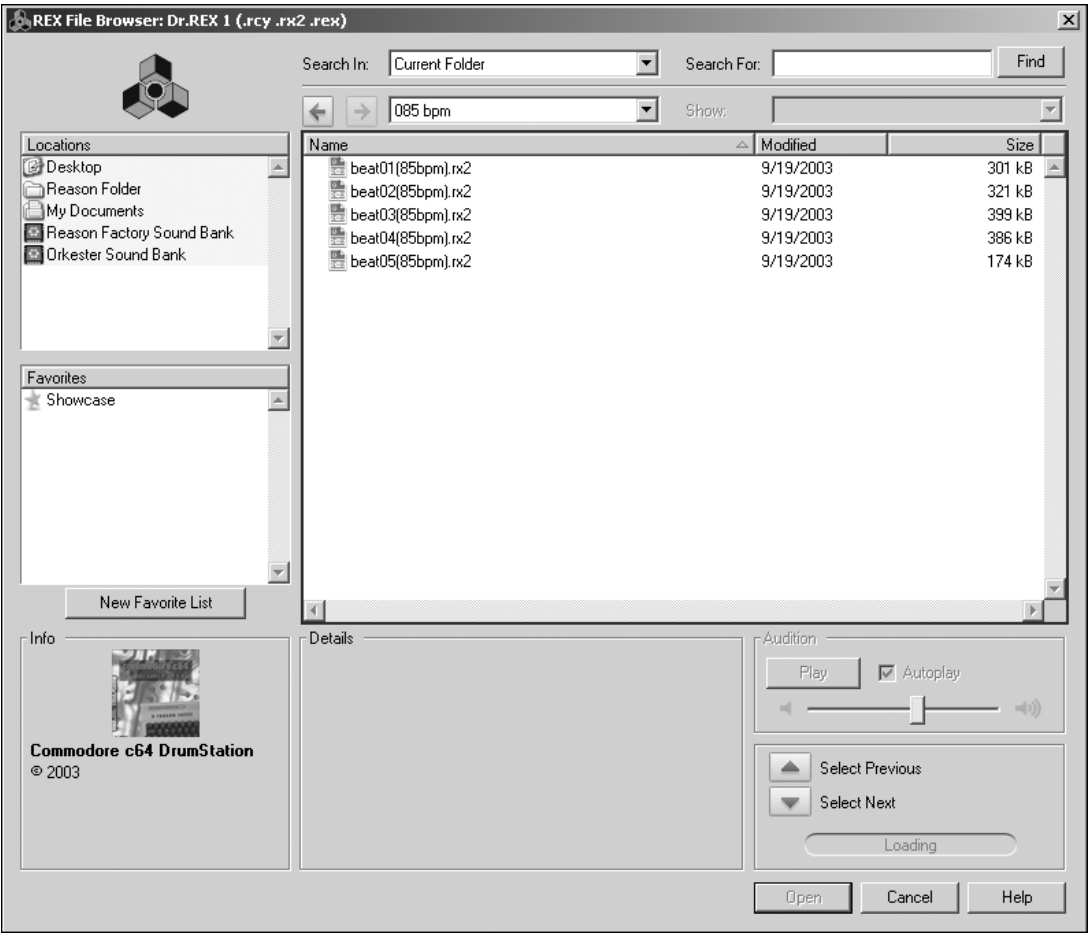 REX File Browser: Dr.REX 1 (.rcy .rx2 .rex)
Search In: Current Folder Search For: Find
085 bpm Show:
Locations
Desktop
Reason Folder
My Documents
Reason Factory Sound Bank
Orkester Sound Bank
Name Modified Size
beat01(85bpm).rx2 9/19/2003 301 kB
beat02(85bpm).rx2 9/19/2003 321 kB
beat03(85bpm).rx2 9/19/2003 399 kB
beat04(85bpm).rx2 9/19/2003 386 kB
beat05(85bpm).rx2 9/19/2003 174 kB
Favorites
Showcase
New Favorite List
Info
Commodore c64
Commodore c64 DrumStation
© 2003
Details
Audition
Play Autoplay
Select Previous
Select Next
Loading
Open Cancel Help